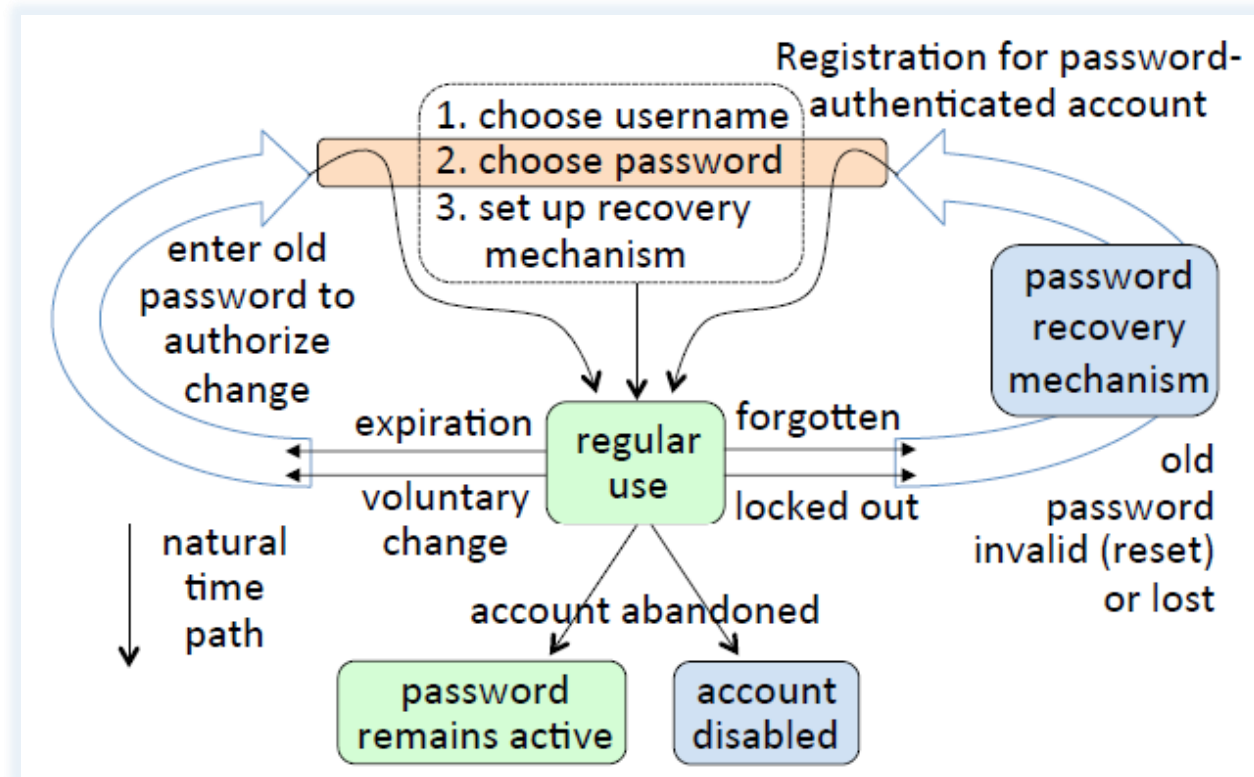 Registration for password-
authenticated account
1. choose username
2. choose password
3. set up recovery
mechanism
enter old
password to
authorize
change
password
recovery
mechanism
expiration
voluntary
change
regular
use
forgotten
locked out
old
password
invalid (reset)
or lost
natural
time
path
account abandoned
password
remains active
account
disabled